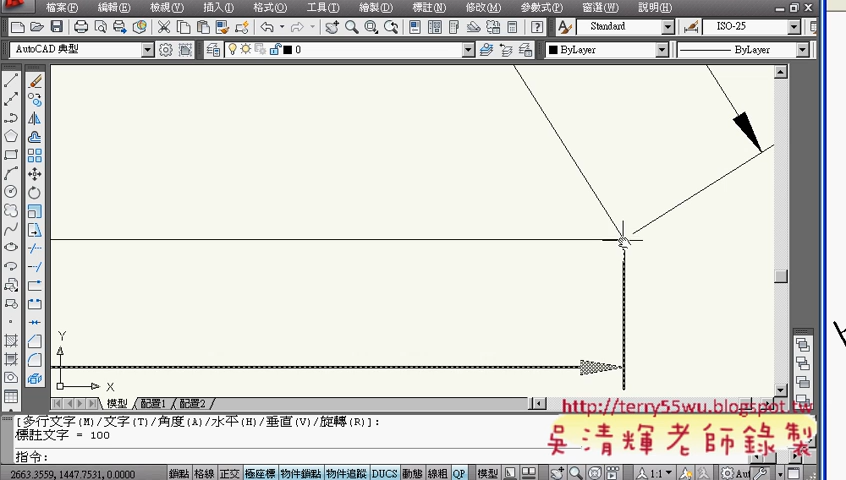 檔案(F) 編輯(E) 檢視(V) 插入(I) 格式(O) 工具(T) 繪製(D) 標註(N) 修改(M) 參數式(P) 視窗(W) 說明(H)
Standard ISO-25
AutoCAD 典型 0 ByLayer ByLayer
Y
X
模型 配置1 配置2
[多行文字(M)/文字(T)/角度(A)/水平(H)/垂直(V)/旋轉(R)]:
標註文字 = 100
指令:
http://terry55wu.blogspot.tw
吳清輝老師錄製
2663.3559, 1447.7531, 0.0000 鎖點 格線 正交 極座標 物件鎖點 物件追蹤 DUCS 動態 線粗 QP 模型 1:1 Aut